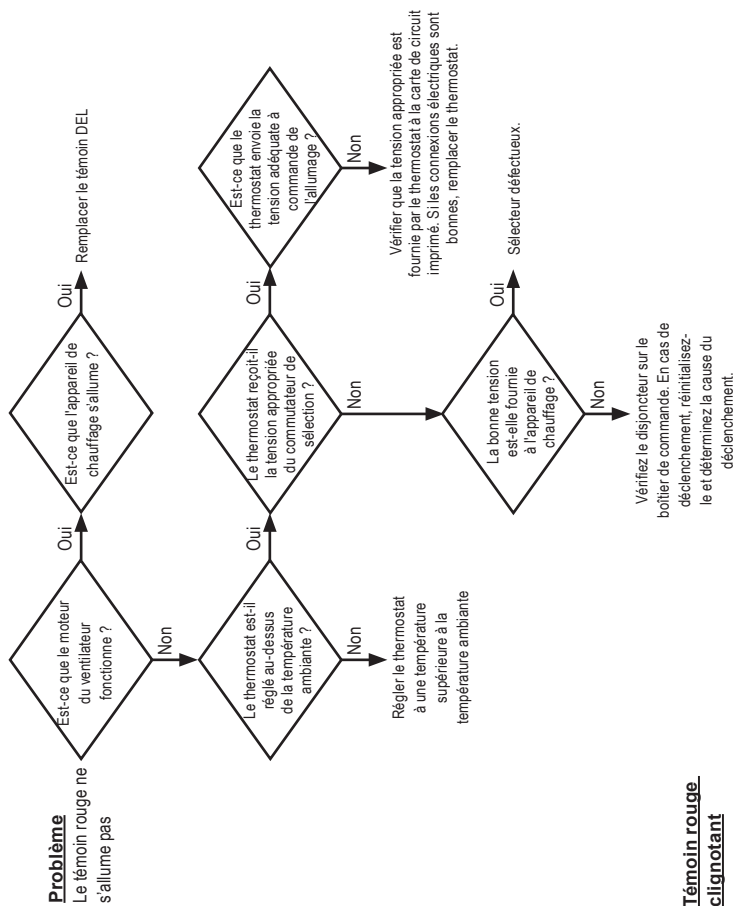 Problème
Le témoin rouge ne
s'allume pas
Est-ce que le moteur
du ventilateur
fonctionne ?
Oui
Est-ce que l'appareil de
chauffage s'allume ?
Oui
Remplacer le témoin DEL
Non
Le thermostat est-il
réglé au-dessus
de la température
ambiante ?
Oui
Le thermostat reçoit-il
la tension appropriée
du commutateur de
sélection ?
Oui
Est-ce que le
thermostat envoie la
tension adéquate à
commande de
l'allumage ?
Non
Régler le thermostat
à une température
supérieure à la
température ambiante
Non
Non
Vérifier que la tension appropriée est
fournie par le thermostat à la carte de circuit
imprimé. Si les connexions électriques sont
bonnes, remplacer le thermostat.
La bonne tension
est-elle fournie
à l'appareil de
chauffage ?
Oui
Sélecteur défectueux.
Non
Vérifiez le disjoncteur sur le
boîtier de commande. En cas de
déclenchement, réinitialisez-
le et déterminez la cause du
déclenchement.
Témoin rouge
clignotant